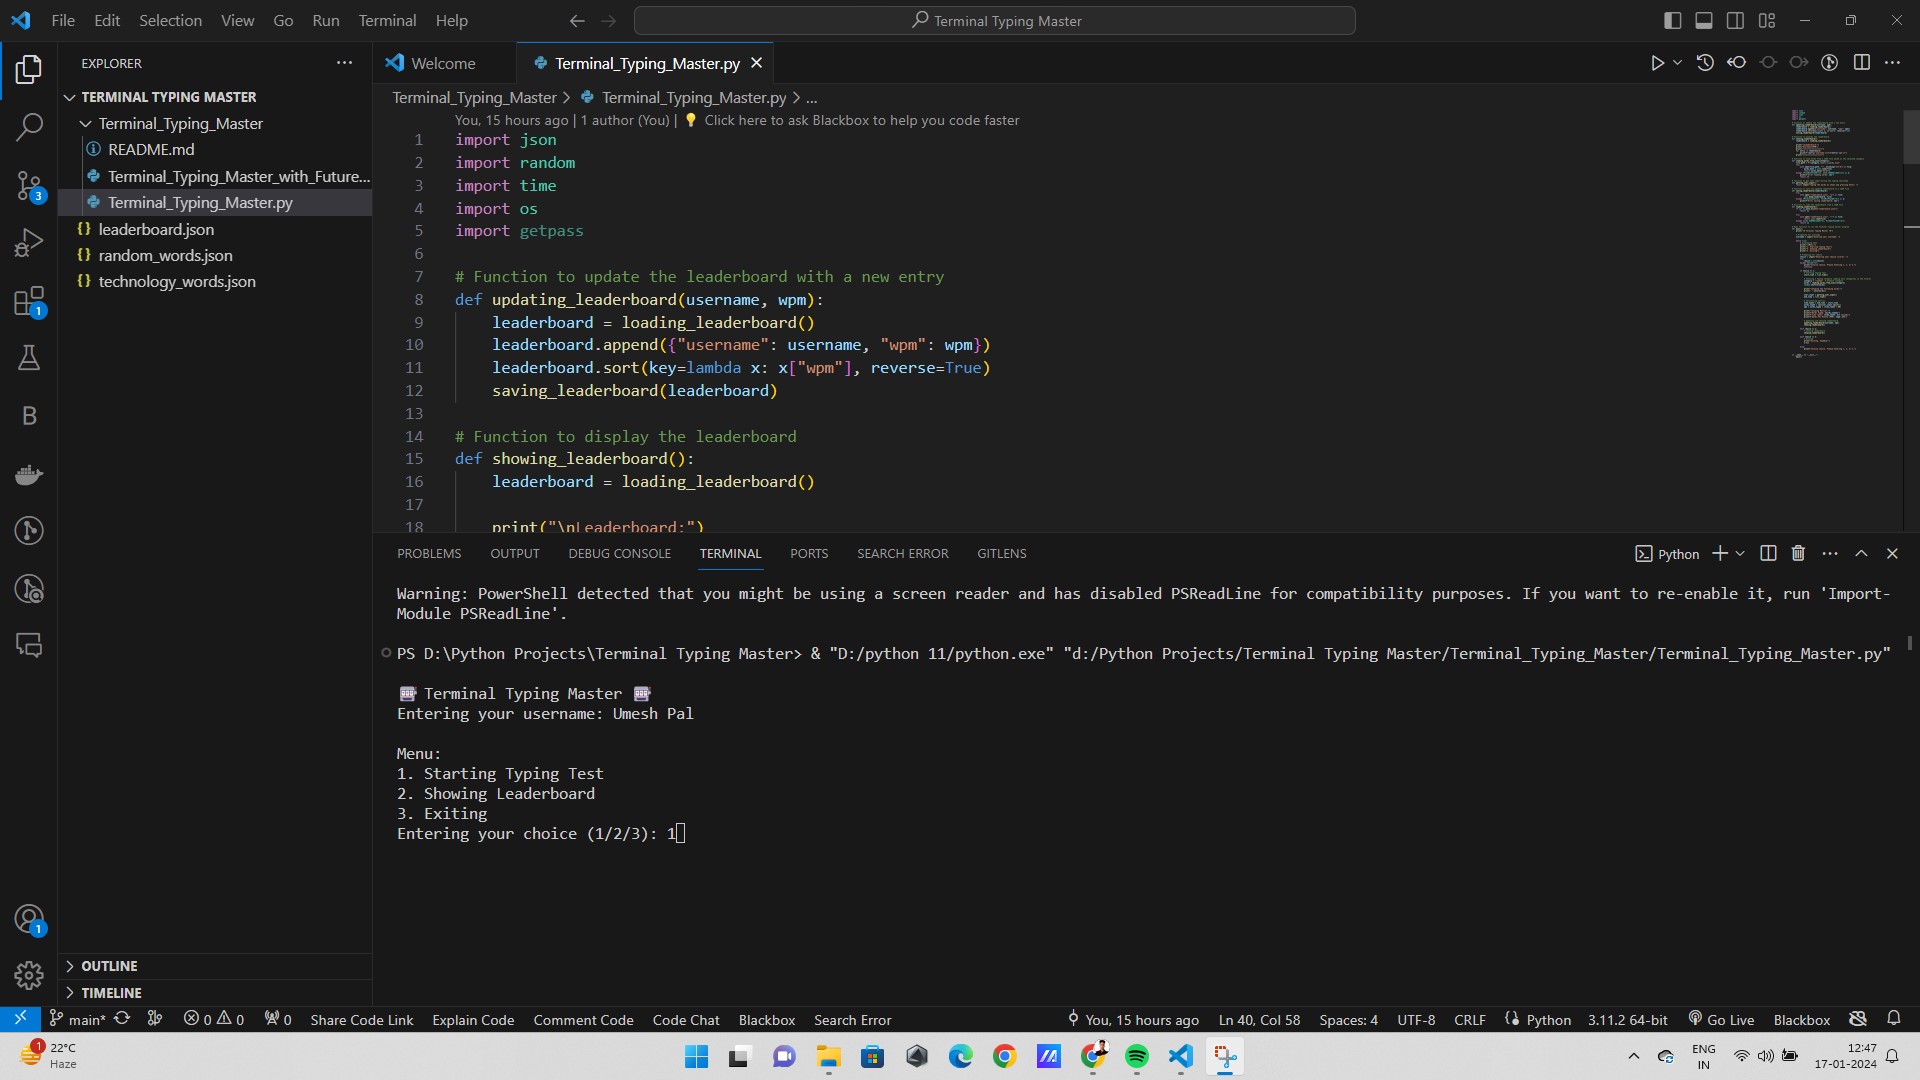 File Edit Selection View Go Run Terminal Help
Terminal Typing Master
EXPLORER
TERMINAL TYPING MASTER
Terminal_Typing_Master
README.md
Terminal_Typing_Master_with_Future...
Terminal_Typing_Master.py
leaderboard.json
random_words.json
technology_words.json
OUTLINE
TIMELINE
3
1
B
1
Welcome
Terminal_Typing_Master.py
Terminal_Typing_Master > Terminal_Typing_Master.py > ...
You, 15 hours ago | 1 author (You) | 💡 Click here to ask Blackbox to help you code faster
1 import json
2 import random
3 import time
4 import os
5 import getpass
6
7 # Function to update the leaderboard with a new entry
8 def updating_leaderboard(username, wpm):
9 leaderboard = loading_leaderboard()
10 leaderboard.append({"username": username, "wpm": wpm})
11 leaderboard.sort(key=lambda x: x["wpm"], reverse=True)
12 saving_leaderboard(leaderboard)
13
14 # Function to display the leaderboard
15 def showing_leaderboard():
16 leaderboard = loading_leaderboard()
17
18 print("\nLeaderboard:")
PROBLEMS OUTPUT DEBUG CONSOLE TERMINAL PORTS SEARCH ERROR GITLENS
Python
Warning: PowerShell detected that you might be using a screen reader and has disabled PSReadLine for compatibility purposes. If you want to re-enable it, run 'Import-
Module PSReadLine'.
PS D:\Python Projects\Terminal Typing Master> & "D:/python 11/python.exe" "d:/Python Projects/Terminal Typing Master/Terminal_Typing_Master/Terminal_Typing_Master.py"
Terminal Typing Master
Entering your username: Umesh Pal
Menu:
1. Starting Typing Test
2. Showing Leaderboard
3. Exiting
Entering your choice (1/2/3): 1
main* 0 0 0 Share Code Link Explain Code Comment Code Code Chat Blackbox Search Error You, 15 hours ago Ln 40, Col 58 Spaces: 4 UTF-8 CRLF Python 3.11.2 64-bit Go Live Blackbox
1
22°C
Haze
ENG
IN
12:47
17-01-2024